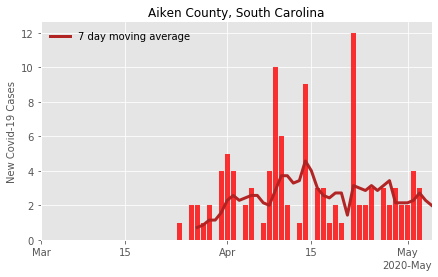 Aiken County, South Carolina
7 day moving average
New Covid-19 Cases
12
10
8
6
4
2
0
Mar 15 Apr 15 May
2020-May